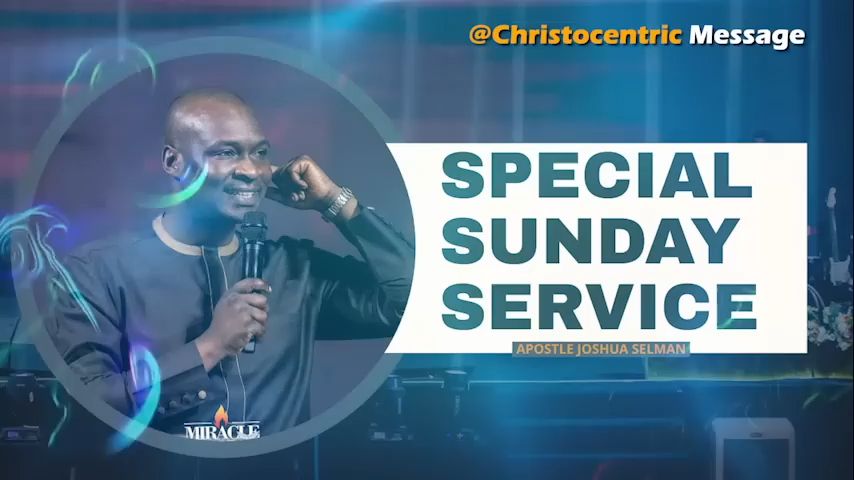 @Christocentric Message
SPECIAL
SUNDAY
SERVICE
APOSTLE JOSHUA SELMAN
MIRACLE